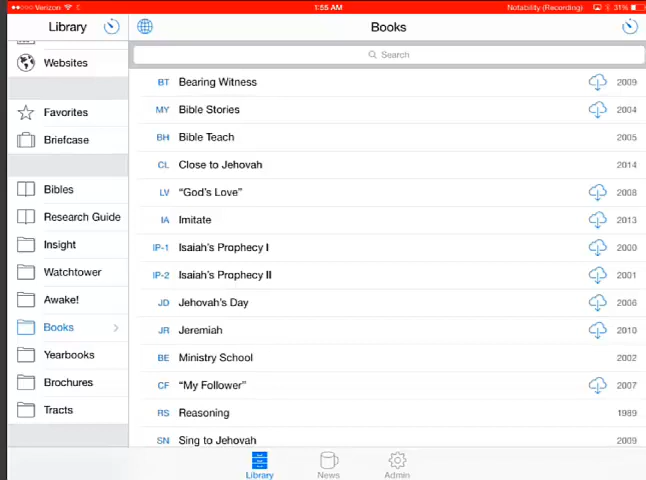 Verizon
1:55 AM
Notability (Recording)
31%
Library
Books
Search
Websites
Favorites
Briefcase
Bibles
Research Guide
Insight
Watchtower
Awake!
Books
Yearbooks
Brochures
Tracts
BT Bearing Witness 2009
MY Bible Stories 2004
BH Bible Teach 2005
CL Close to Jehovah 2014
LV “God’s Love” 2008
IA Imitate 2013
IP-1 Isaiah’s Prophecy I 2000
IP-2 Isaiah’s Prophecy II 2001
JD Jehovah’s Day 2006
JR Jeremiah 2010
BE Ministry School 2002
CF “My Follower” 2007
RS Reasoning 1989
SN Sing to Jehovah 2009
Library
News
Admin